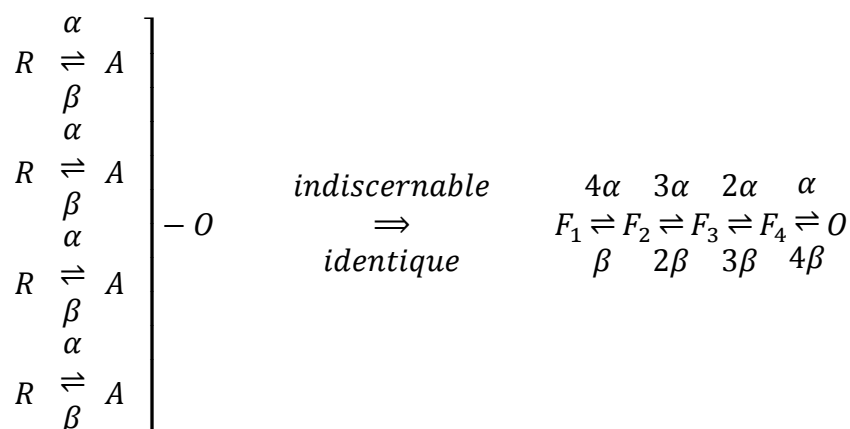 α
R ⇌ A
β
α
R ⇌ A
β
α
R ⇌ A
β
α
R ⇌ A
β
− O
indiscernable
⇒
identique
4α 3α 2α α
F₁ ⇌ F₂ ⇌ F₃ ⇌ F₄ ⇌ O
β 2β 3β 4β